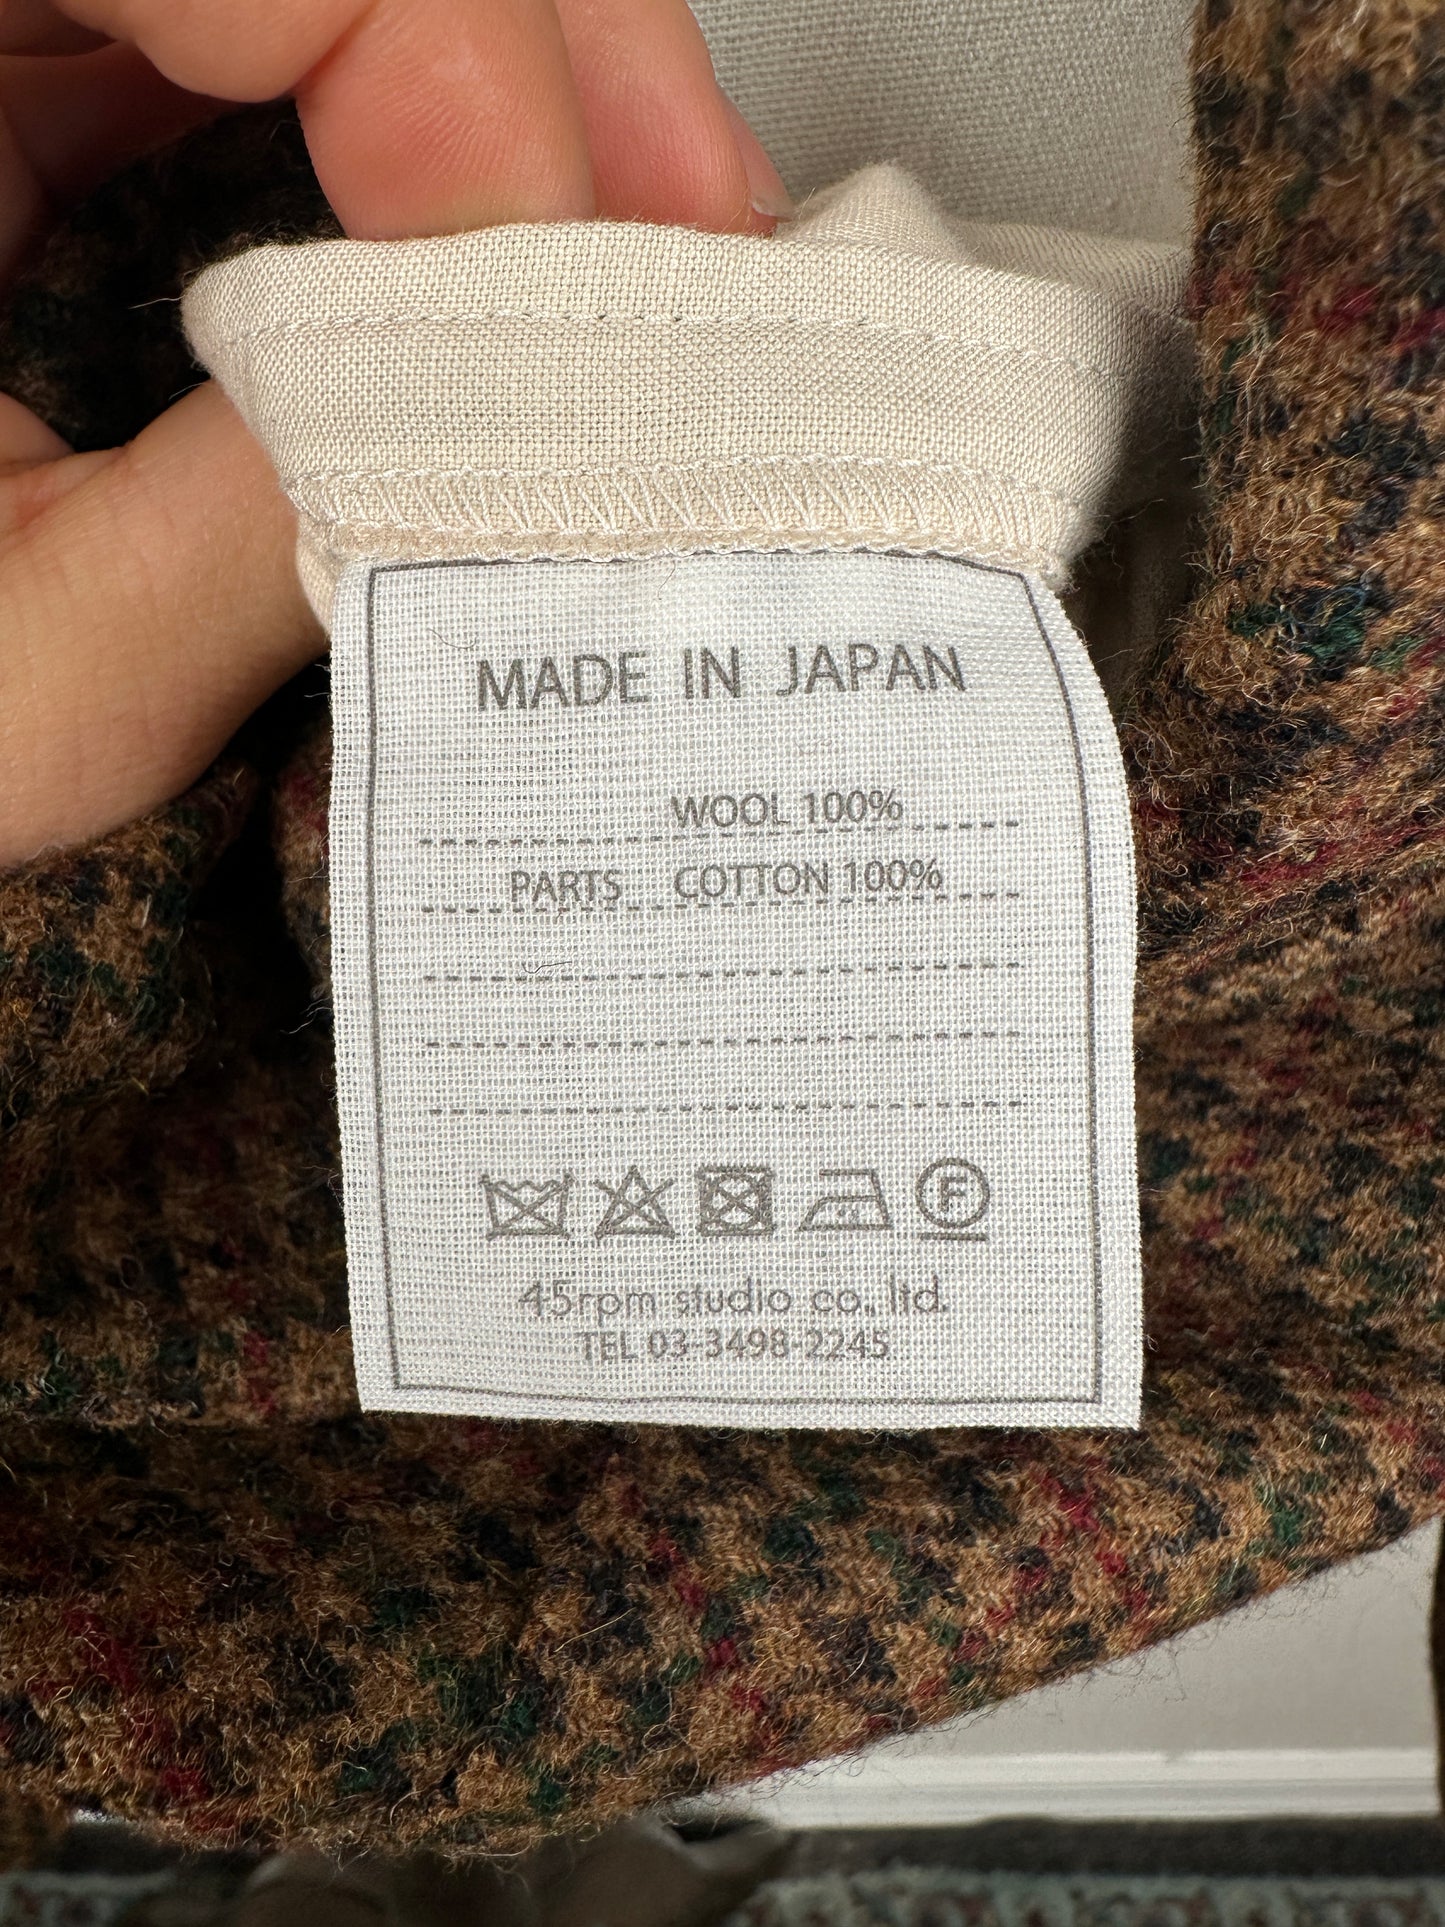 MADE IN JAPAN
WOOL 100%
PARTS COTTON 100%
F
45rpm studio co., ltd.
TEL 03-3498-2245